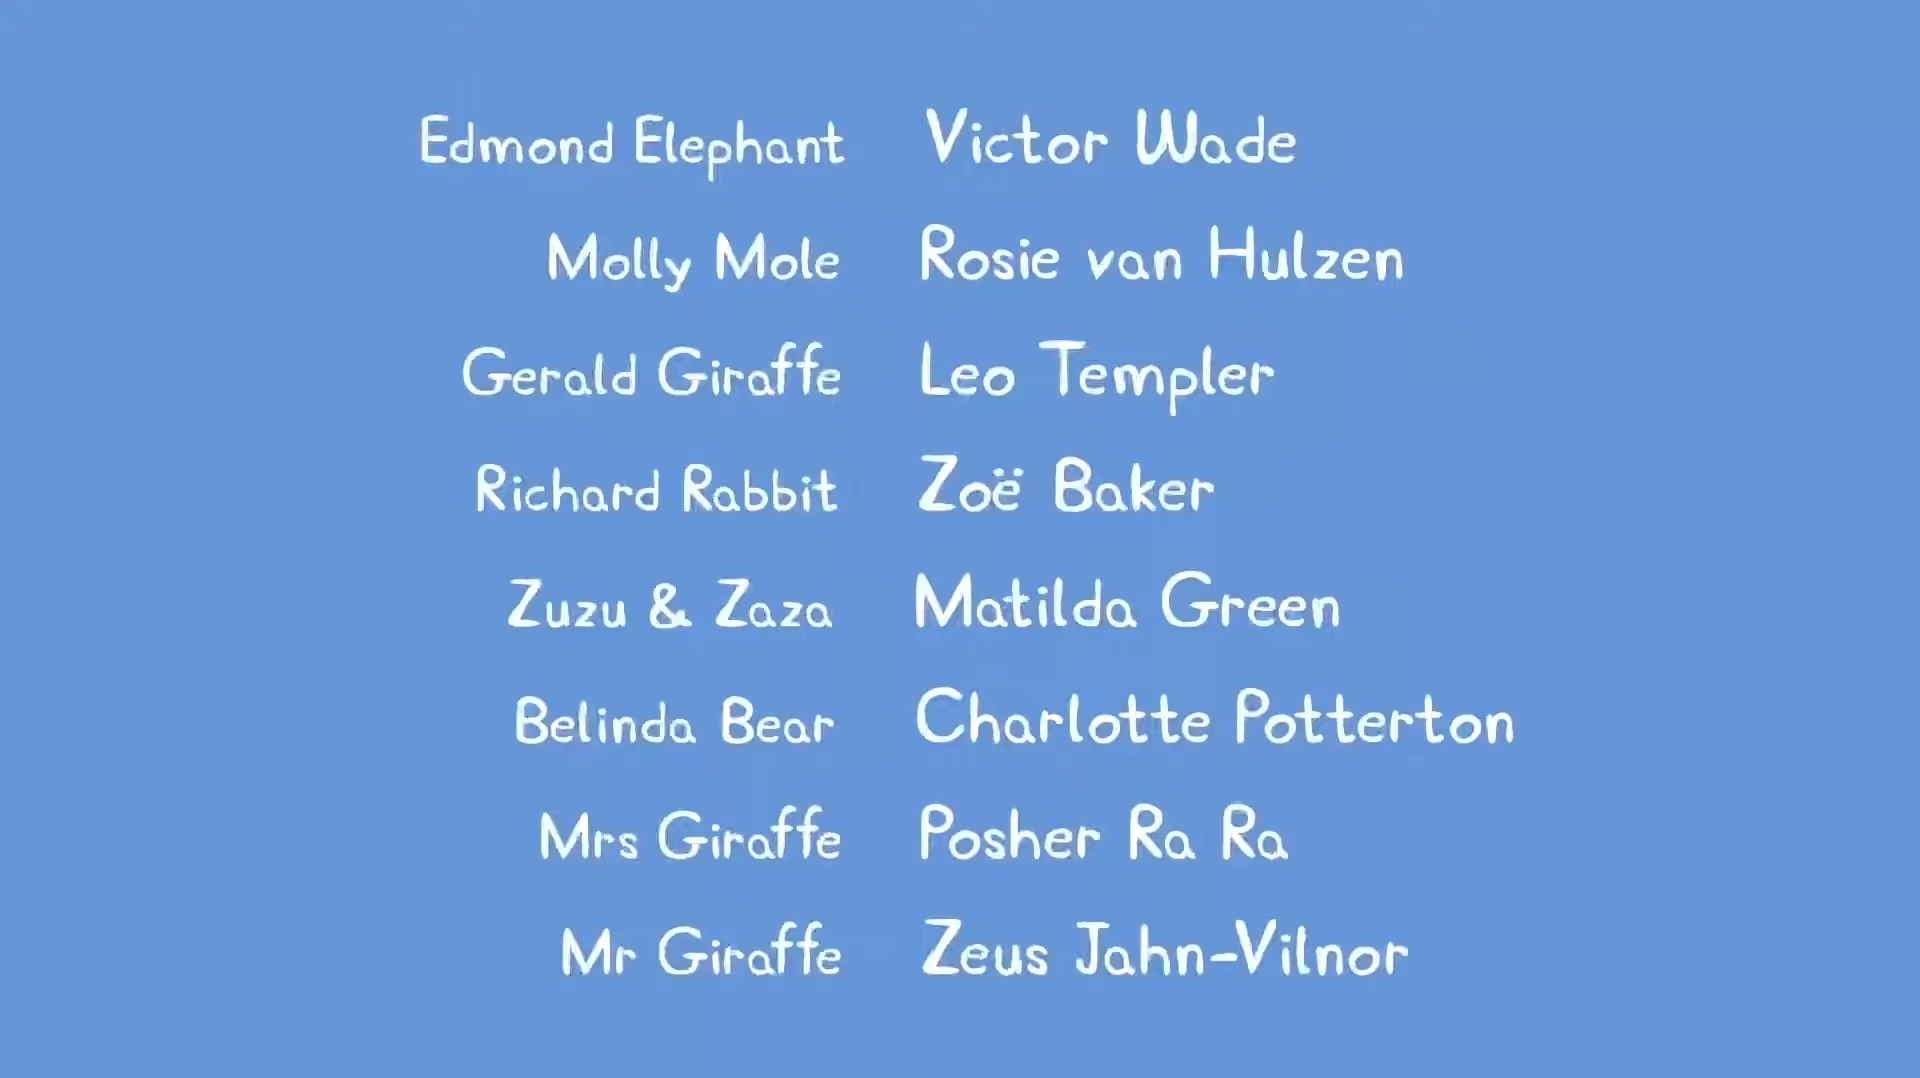 Edmond Elephant Victor Wade
Molly Mole Rosie van Hulzen
Gerald Giraffe Leo Templer
Richard Rabbit Zoë Baker
Zuzu & Zaza Matilda Green
Belinda Bear Charlotte Potterton
Mrs Giraffe Posher Ra Ra
Mr Giraffe Zeus Jahn-Vilnor